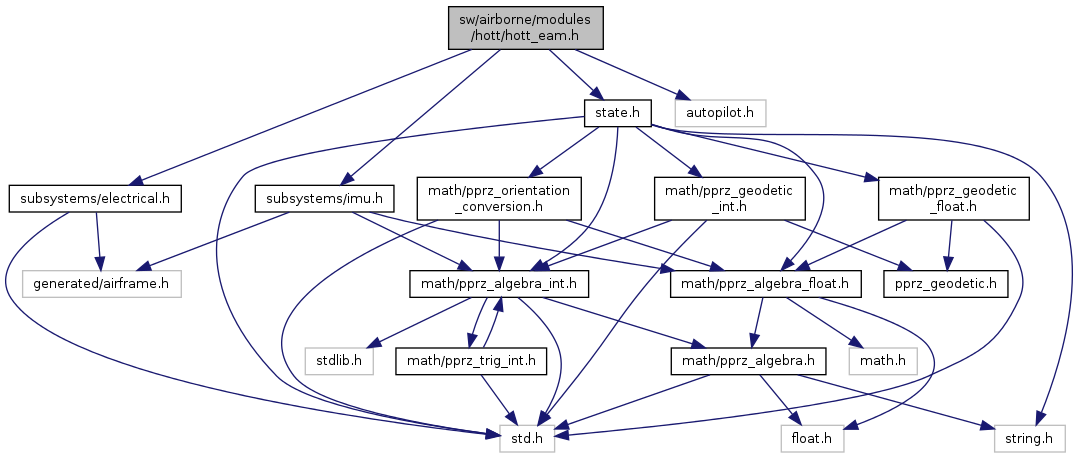 sw/airborne/modules
/hott/hott_eam.h
state.h
autopilot.h
subsystems/electrical.h
subsystems/imu.h
math/pprz_orientation
_conversion.h
math/pprz_geodetic
_int.h
math/pprz_geodetic
_float.h
generated/airframe.h
math/pprz_algebra_int.h
math/pprz_algebra_float.h
pprz_geodetic.h
stdlib.h
math/pprz_trig_int.h
math/pprz_algebra.h
math.h
std.h
float.h
string.h